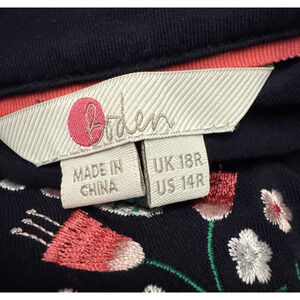 Boden
MADE IN
CHINA
UK 18R
US 14R